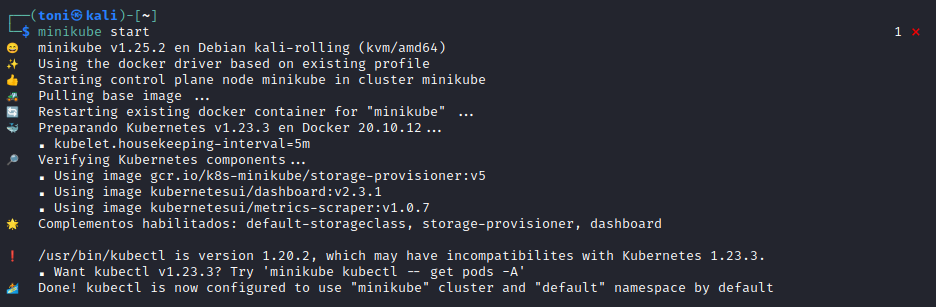 ┌──(toni㉿kali)-[~]
└─$ minikube start 1 ⨯
😄 minikube v1.25.2 en Debian kali-rolling (kvm/amd64)
✨ Using the docker driver based on existing profile
👍 Starting control plane node minikube in cluster minikube
🚜 Pulling base image ...
🔄 Restarting existing docker container for "minikube" ...
🐳 Preparando Kubernetes v1.23.3 en Docker 20.10.12...
▪ kubelet.housekeeping-interval=5m
🔎 Verifying Kubernetes components...
▪ Using image gcr.io/k8s-minikube/storage-provisioner:v5
▪ Using image kubernetesui/dashboard:v2.3.1
▪ Using image kubernetesui/metrics-scraper:v1.0.7
🌟 Complementos habilitados: default-storageclass, storage-provisioner, dashboard
❗ /usr/bin/kubectl is version 1.20.2, which may have incompatibilites with Kubernetes 1.23.3.
▪ Want kubectl v1.23.3? Try 'minikube kubectl -- get pods -A'
🏄 Done! kubectl is now configured to use "minikube" cluster and "default" namespace by default